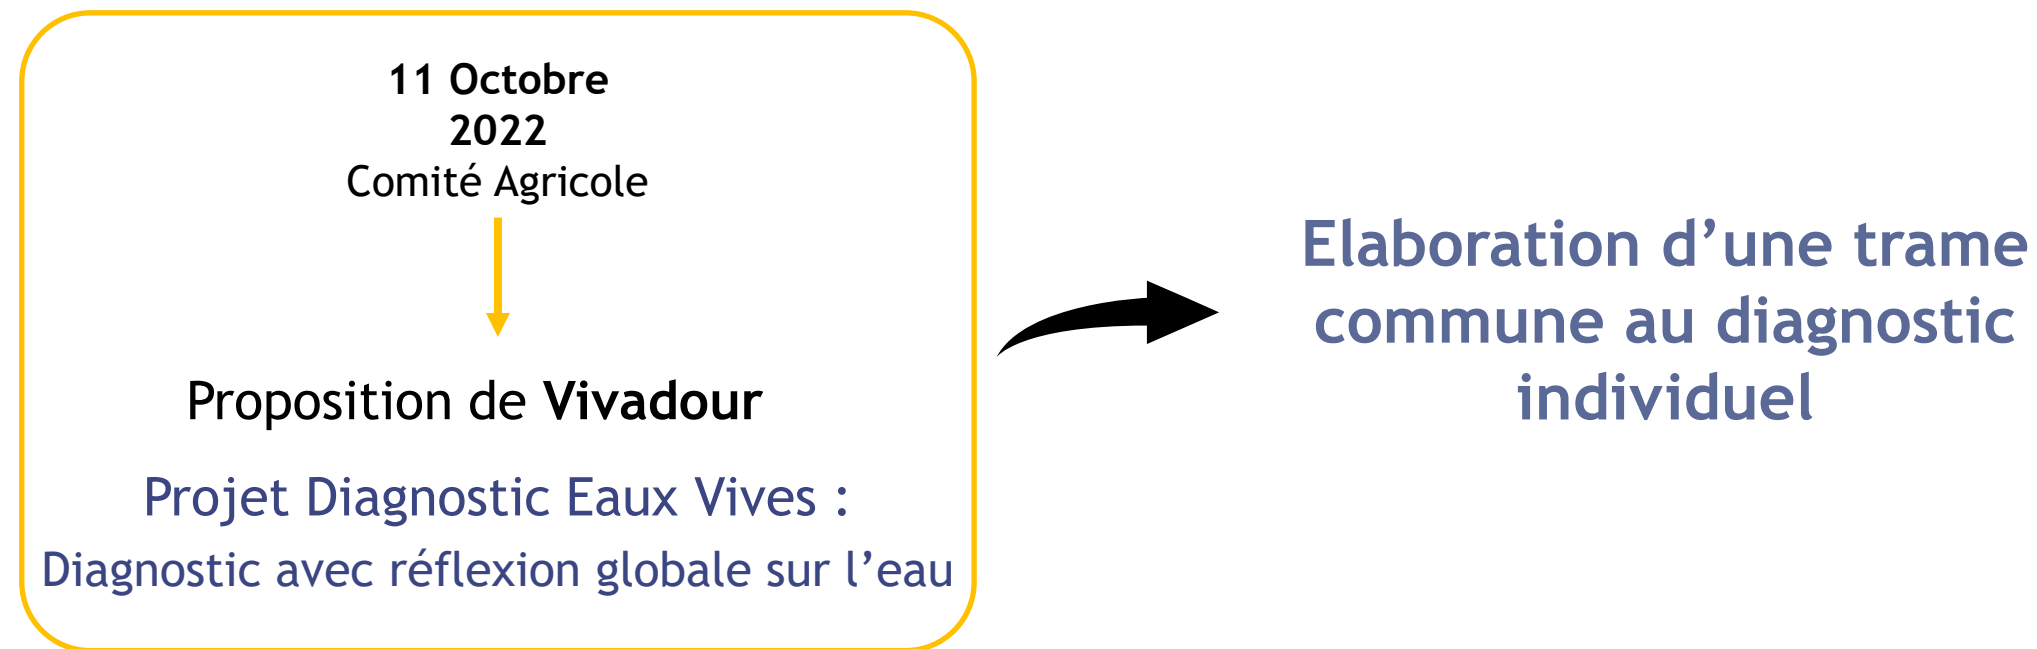 11 Octobre
2022
Comité Agricole
Proposition de Vivadour
Projet Diagnostic Eaux Vives :
Diagnostic avec réflexion globale sur l’eau
Elaboration d’une trame
commune au diagnostic
individuel